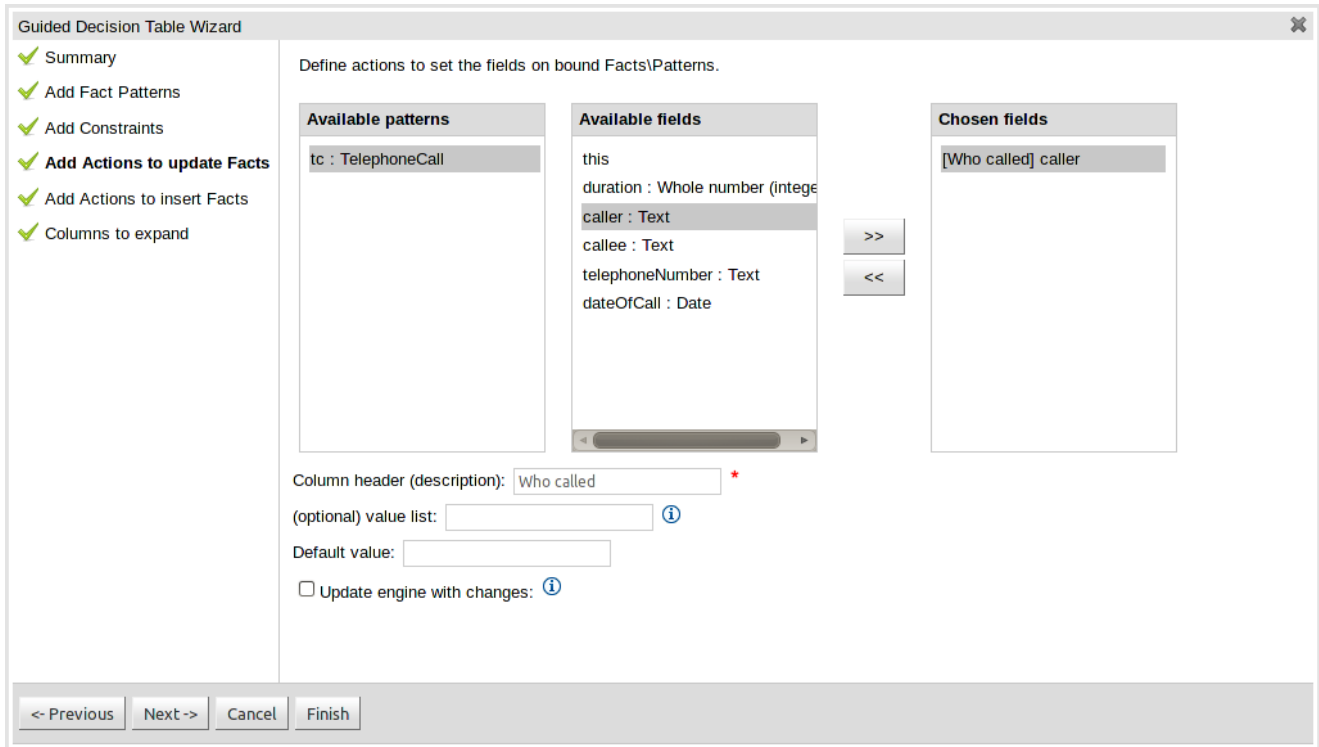 Guided Decision Table Wizard
Summary
Add Fact Patterns
Add Constraints
Add Actions to update Facts
Add Actions to insert Facts
Columns to expand
Define actions to set the fields on bound Facts\Patterns.
Available patterns
tc : TelephoneCall
Available fields
this
duration : Whole number (intege
caller : Text
callee : Text
telephoneNumber : Text
dateOfCall : Date
>>
<<
Chosen fields
[Who called] caller
Column header (description): Who called *
(optional) value list:
Default value:
Update engine with changes:
<- Previous Next -> Cancel Finish